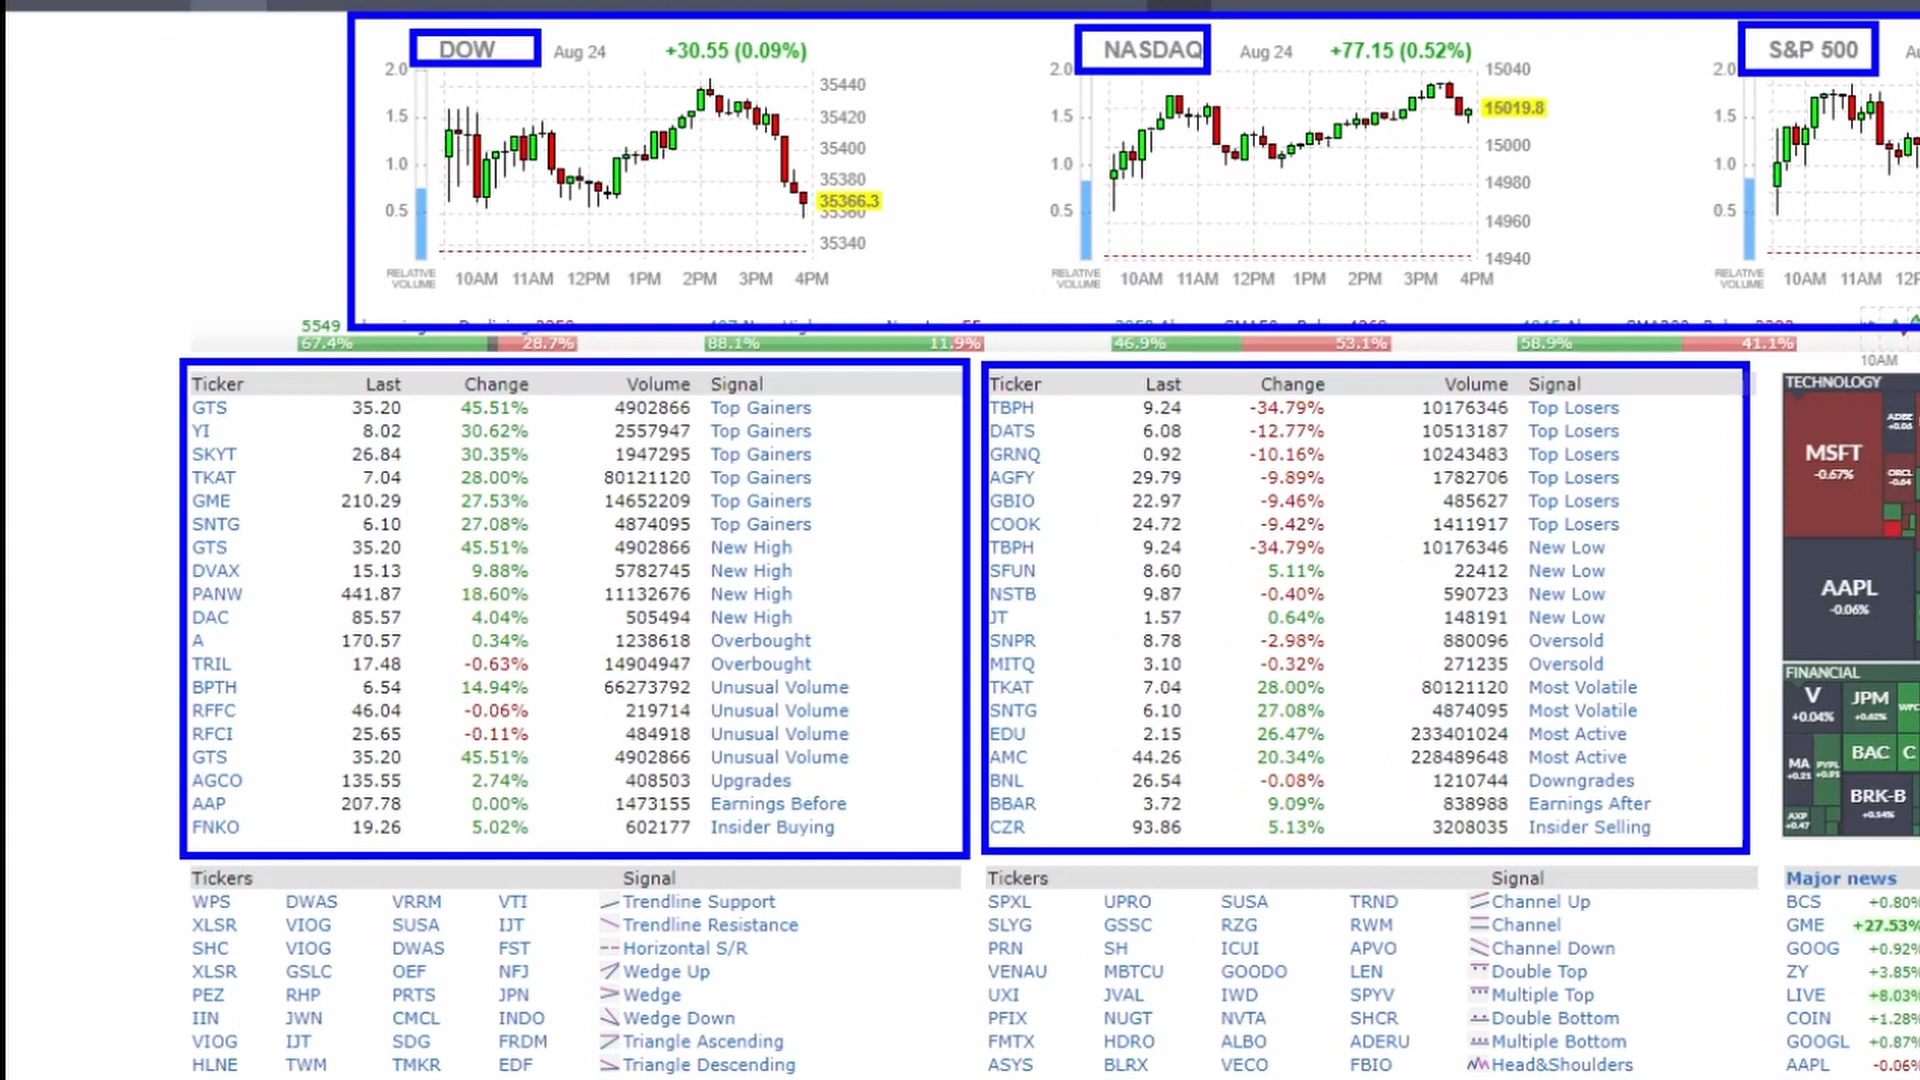 DOW Aug 24 +30.55 (0.09%)
2.0
1.5
1.0
0.5
35440
35420
35400
35380
35366.3
35360
35340
RELATIVE VOLUME
10AM 11AM 12PM 1PM 2PM 3PM 4PM
NASDAQ Aug 24 +77.15 (0.52%)
2.0
1.5
1.0
0.5
15040
15019.8
15000
14980
14960
14940
RELATIVE VOLUME
10AM 11AM 12PM 1PM 2PM 3PM 4PM
S&P 500
2.0
1.5
1.0
0.5
RELATIVE VOLUME
10AM 11AM
5549
67.4% 28.7% 88.1% 11.9% 46.9% 53.1% 58.9% 41.1%
10AM
Ticker Last Change Volume Signal
GTS 35.20 45.51% 4902866 Top Gainers
YI 8.02 30.62% 2557947 Top Gainers
SKYT 26.84 30.35% 1947295 Top Gainers
TKAT 7.04 28.00% 80121120 Top Gainers
GME 210.29 27.53% 14652209 Top Gainers
SNTG 6.10 27.08% 4874095 Top Gainers
GTS 35.20 45.51% 4902866 New High
DVAX 15.13 9.88% 5782745 New High
PANW 441.87 18.60% 11132676 New High
DAC 85.57 4.04% 505494 New High
A 170.57 0.34% 1238618 Overbought
TRIL 17.48 -0.63% 14904947 Overbought
BPTH 6.54 14.94% 66273792 Unusual Volume
RFFC 46.04 -0.06% 219714 Unusual Volume
RFCI 25.65 -0.11% 484918 Unusual Volume
GTS 35.20 45.51% 4902866 Unusual Volume
AGCO 135.55 2.74% 408503 Upgrades
AAP 207.78 0.00% 1473155 Earnings Before
FNKO 19.26 5.02% 602177 Insider Buying
Ticker Last Change Volume Signal
TBPH 9.24 -34.79% 10176346 Top Losers
DATS 6.08 -12.77% 10513187 Top Losers
GRNQ 0.92 -10.16% 10243483 Top Losers
AGFY 29.79 -9.89% 1782706 Top Losers
GBIO 22.97 -9.46% 485627 Top Losers
COOK 24.72 -9.42% 1411917 Top Losers
TBPH 9.24 -34.79% 10176346 New Low
SFUN 8.60 5.11% 22412 New Low
NSTB 9.87 -0.40% 590723 New Low
JT 1.57 0.64% 148191 New Low
SNPR 8.78 -2.98% 880096 Oversold
MITQ 3.10 -0.32% 271235 Oversold
TKAT 7.04 28.00% 80121120 Most Volatile
SNTG 6.10 27.08% 4874095 Most Volatile
EDU 2.15 26.47% 233401024 Most Active
AMC 44.26 20.34% 228489648 Most Active
BNL 26.54 -0.08% 1210744 Downgrades
BBAR 3.72 9.09% 838988 Earnings After
CZR 93.86 5.13% 3208035 Insider Selling
TECHNOLOGY
MSFT
-0.67%
AAPL
-0.06%
FINANCIAL
V
+0.04%
JPM
BAC C
MA
BRK-B
Tickers Signal
WPS DWAS VRRM VTI Trendline Support
XLSR VIOG SUSA IJT Trendline Resistance
SHC VIOG DWAS FST Horizontal S/R
XLSR GSLC OEF NFJ Wedge Up
PEZ RHP PRTS JPN Wedge
IIN JWN CMCL INDO Wedge Down
VIOG IJT SDG FRDM Triangle Ascending
HLNE TWM TMKR EDF Triangle Descending
Tickers Signal
SPXL UPRO SUSA TRND Channel Up
SLYG GSSC RZG RWM Channel
PRN SH ICUI APVO Channel Down
VENAU MBTCU GOODO LEN Double Top
UXI JVAL IWD SPYV Multiple Top
PFIX NUGT NVTA SHCR Double Bottom
FMTX HDRO ALBO ADERU Multiple Bottom
ASYS BLRX VECO FBIO Head&Shoulders
Major news
BCS +0.80%
GME +27.53%
GOOG +0.92%
ZY +3.85%
LIVE +8.03%
COIN +1.28%
GOOGL +0.87%
AAPL -0.06%